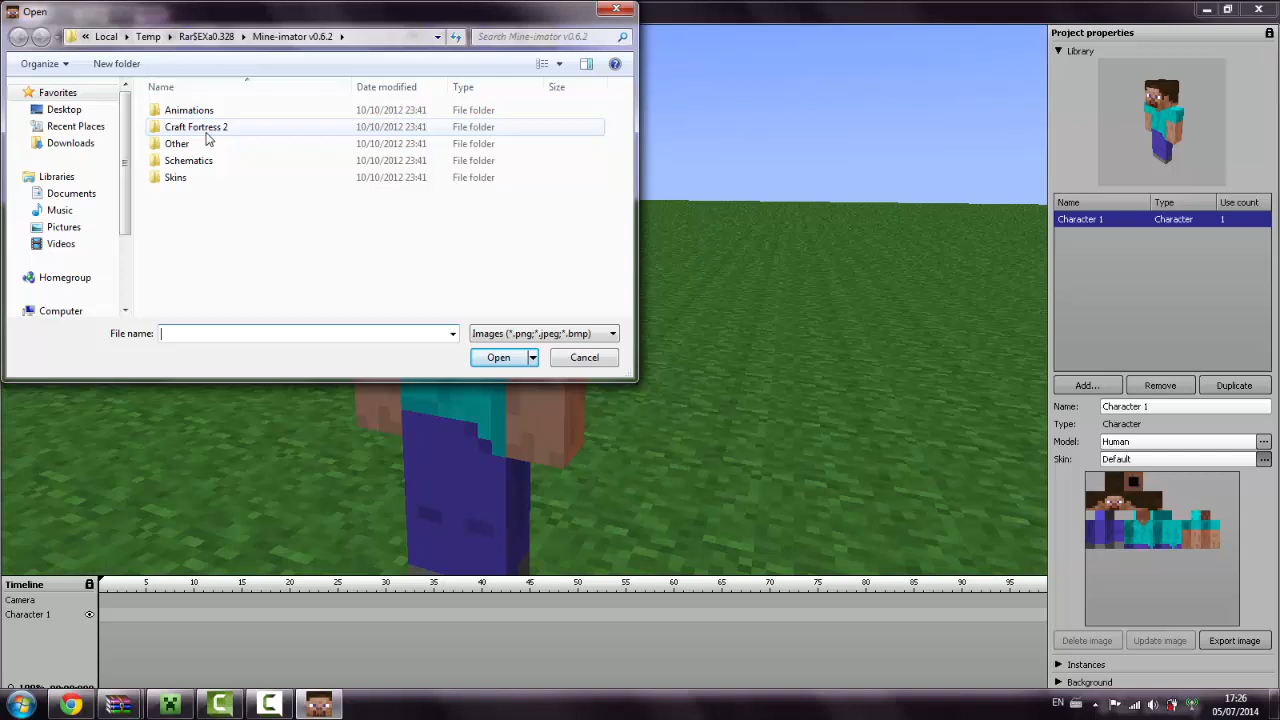 Open
Local
Temp
Rar$EXa0.328
Mine-imator v0.6.2
Search Mine-imator v0.6.2
Organize
New folder
Name
Date modified
Type
Size
Favorites
Desktop
Recent Places
Downloads
Libraries
Documents
Music
Pictures
Videos
Homegroup
Computer
Animations 10/10/2012 23:41 File folder
Craft Fortress 2 10/10/2012 23:41 File folder
Other 10/10/2012 23:41 File folder
Schematics 10/10/2012 23:41 File folder
Skins 10/10/2012 23:41 File folder
File name:
Images (*.png;*.jpeg;*.bmp)
Open
Cancel
Project properties
Library
Name Type Use count
Character 1 Character 1
Add... Remove Duplicate
Name: Character 1
Type: Character
Model: Human
Skin: Default
Delete image Update image Export image
Instances
Background
Timeline
5 10 15 20 25 30 35 40 45 50 55 60 65 70 75 80 85 90 95
Camera
Character 1
EN
17:26
05/07/2014